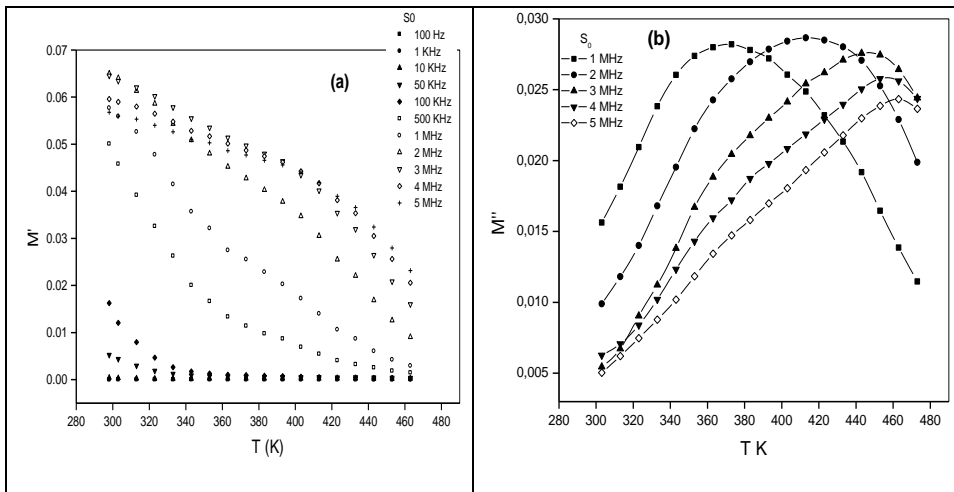 S0
100 Hz
1 KHz
10 KHz
50 KHz
100 KHz
500 KHz
1 MHz
2 MHz
3 MHz
4 MHz
5 MHz
(a)
0.07
0.06
0.05
0.04
0.03
0.02
0.01
0.00
M'
280 300 320 340 360 380 400 420 440 460 480
T (K)
S0
1 MHz
2 MHz
3 MHz
4 MHz
5 MHz
(b)
0,030
0,025
0,020
0,015
0,010
0,005
M"
280 300 320 340 360 380 400 420 440 460 480
T K